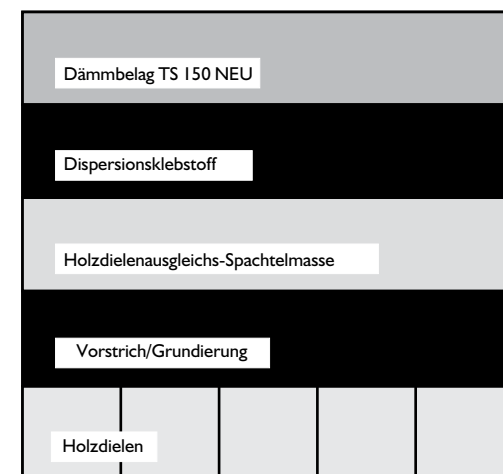 Dämmbelag TS 150 NEU
Dispersionsklebstoff
Holzdielenausgleichs-Spachtelmasse
Vorstrich/Grundierung
Holzdielen